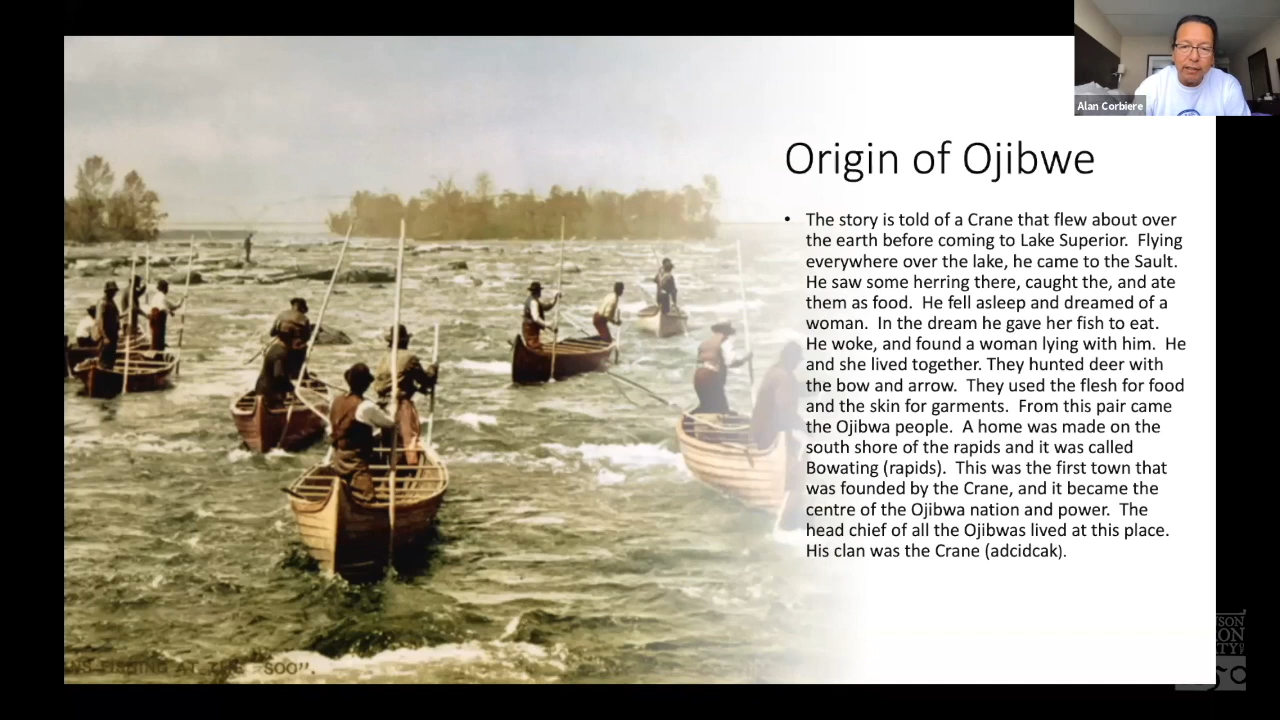 Alan Corbiere
Origin of Ojibwe
• The story is told of a Crane that flew about over
the earth before coming to Lake Superior. Flying
everywhere over the lake, he came to the Sault.
He saw some herring there, caught the, and ate
them as food. He fell asleep and dreamed of a
woman. In the dream he gave her fish to eat.
He woke, and found a woman lying with him. He
and she lived together. They hunted deer with
the bow and arrow. They used the flesh for food
and the skin for garments. From this pair came
the Ojibwa people. A home was made on the
south shore of the rapids and it was called
Bowating (rapids). This was the first town that
was founded by the Crane, and it became the
centre of the Ojibwa nation and power. The
head chief of all the Ojibwas lived at this place.
His clan was the Crane (adcidcak).
FISHING AT THE "SOO".